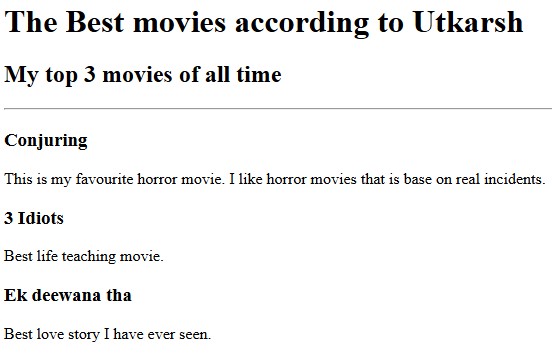 The Best movies according to Utkarsh
My top 3 movies of all time
Conjuring
This is my favourite horror movie. I like horror movies that is base on real incidents.
3 Idiots
Best life teaching movie.
Ek deewana tha
Best love story I have ever seen.